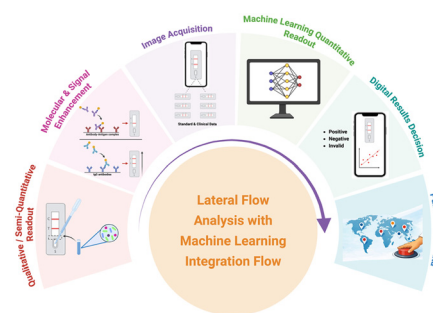 Qualitative / Semi-Quantitative
Readout
Molecular & Signal
Enhancement
Image Acquisition
Standard & Clinical Data
Machine Learning Quantitative
Readout
Digital Results Decision
• Positive
• Negative
• Invalid
Lateral Flow
Analysis with
Machine Learning
Integration Flow